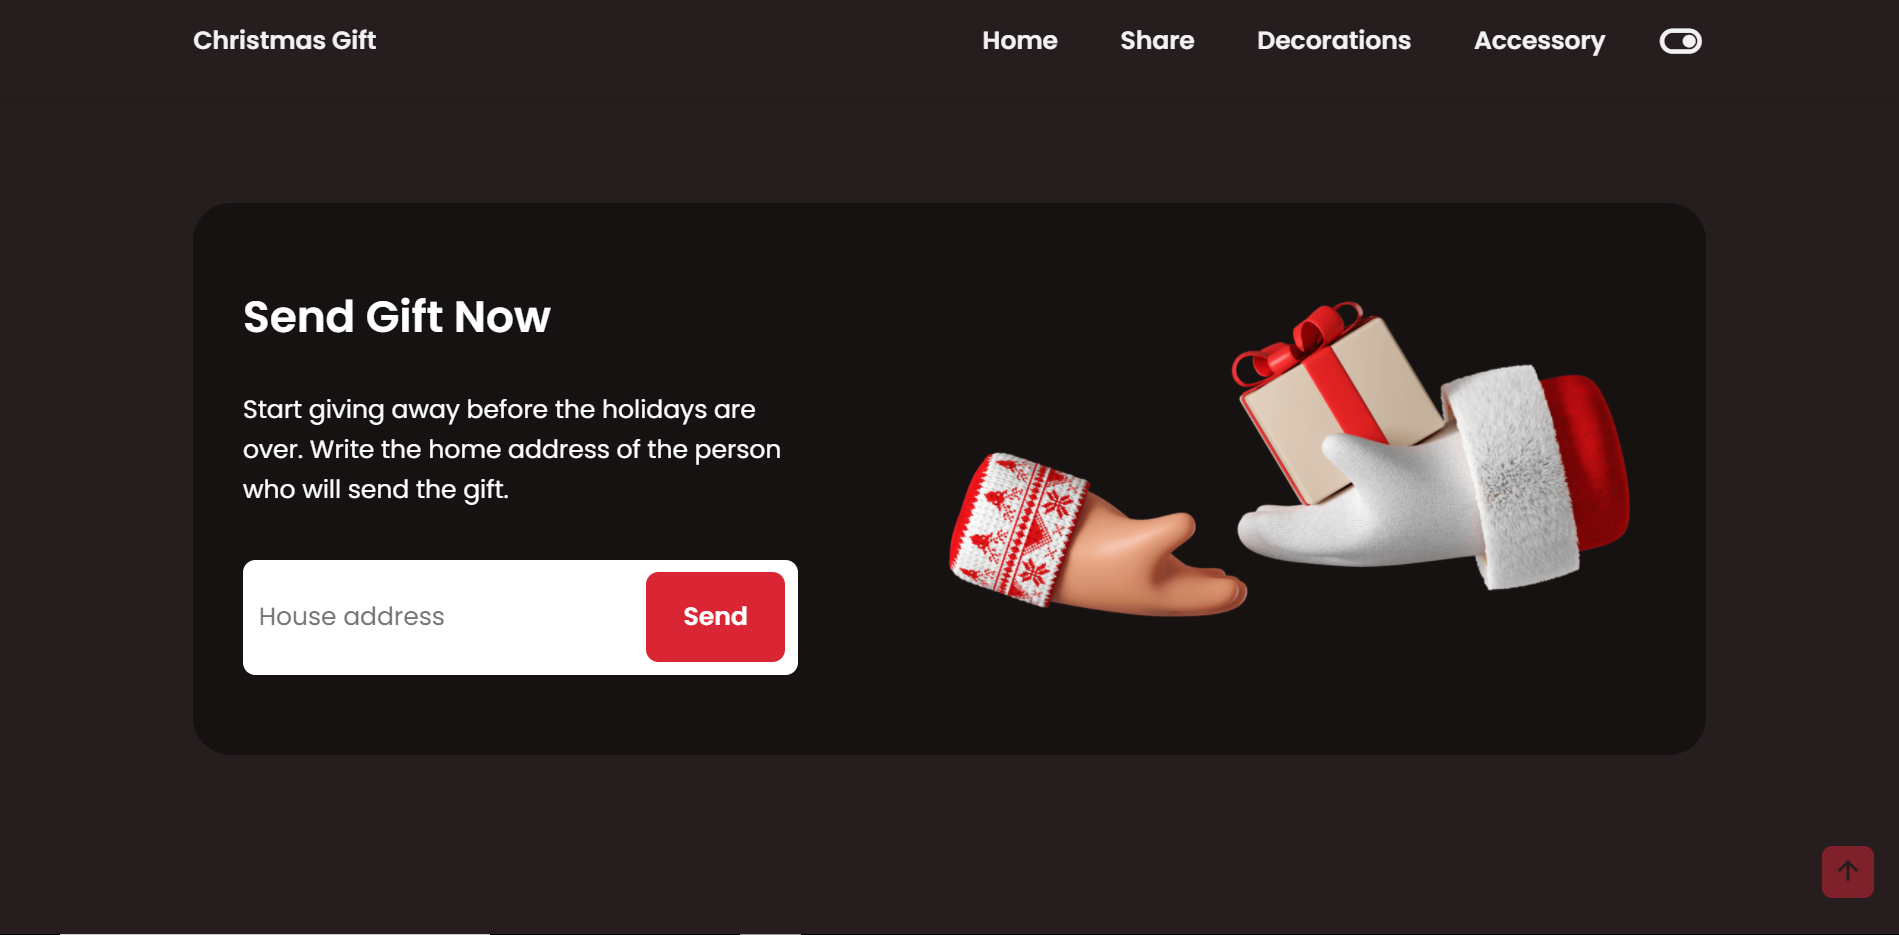 Christmas Gift
Home Share Decorations Accessory
Send Gift Now
Start giving away before the holidays are
over. Write the home address of the person
who will send the gift.
House address Send